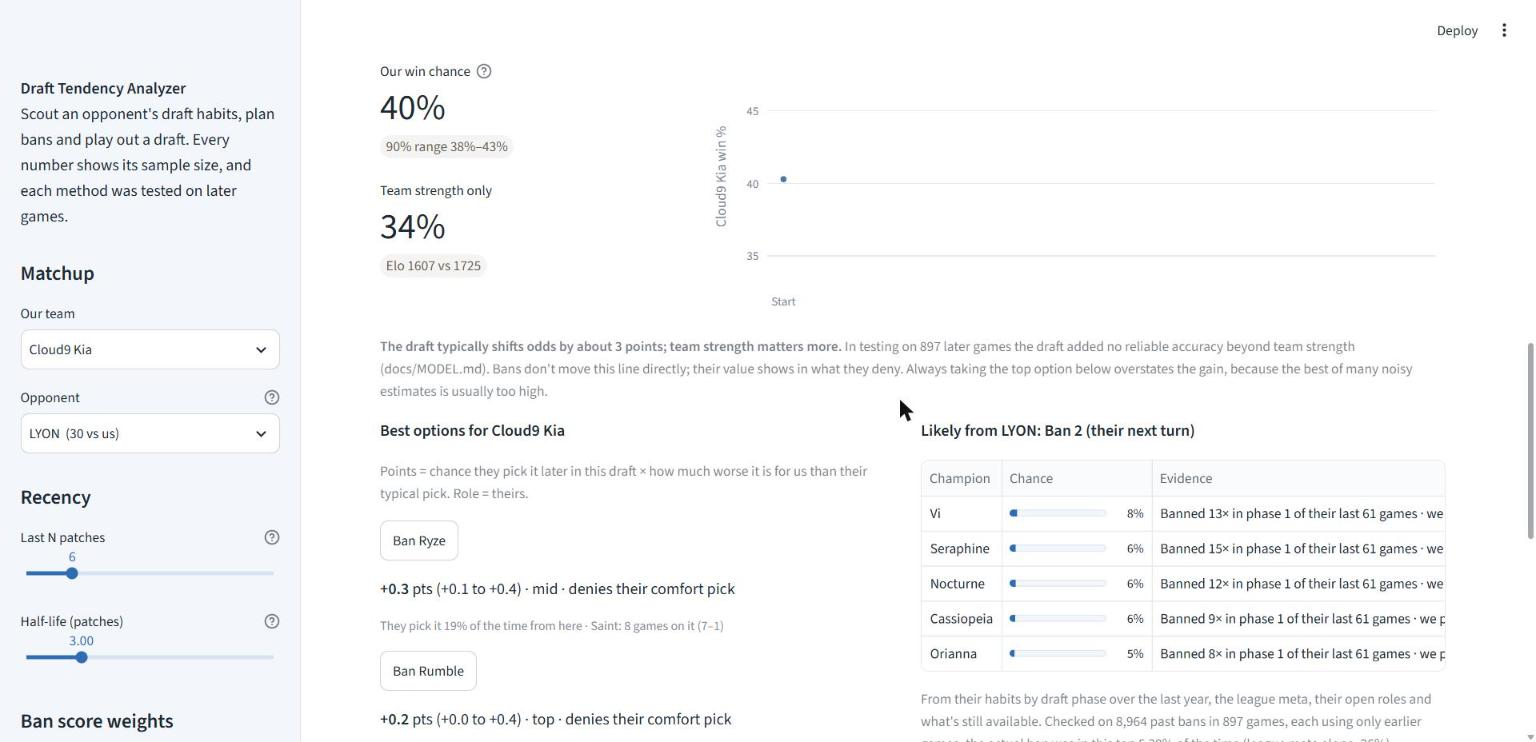 Deploy
Draft Tendency Analyzer
Scout an opponent's draft habits, plan
bans and play out a draft. Every
number shows its sample size, and
each method was tested on later
games.
Matchup
Our team
Cloud9 Kia
Opponent
LYON (30 vs us)
Recency
Last N patches
6
Half-life (patches)
3.00
Ban score weights
Our win chance
40%
90% range 38%–43%
Team strength only
34%
Elo 1607 vs 1725
Cloud9 Kia win %
45
40
35
Start
The draft typically shifts odds by about 3 points; team strength matters more. In testing on 897 later games the draft added no reliable accuracy beyond team strength
(docs/MODEL.md). Bans don't move this line directly; their value shows in what they deny. Always taking the top option below overstates the gain, because the best of many noisy
estimates is usually too high.
Best options for Cloud9 Kia
Points = chance they pick it later in this draft × how much worse it is for us than their
typical pick. Role = theirs.
Ban Ryze
+0.3 pts (+0.1 to +0.4) · mid · denies their comfort pick
They pick it 19% of the time from here · Saint: 8 games on it (7–1)
Ban Rumble
+0.2 pts (+0.0 to +0.4) · top · denies their comfort pick
Likely from LYON: Ban 2 (their next turn)
Champion Chance Evidence
Vi 8% Banned 13× in phase 1 of their last 61 games · we
Seraphine 6% Banned 15× in phase 1 of their last 61 games · we
Nocturne 6% Banned 12× in phase 1 of their last 61 games · we
Cassiopeia 6% Banned 9× in phase 1 of their last 61 games · we p
Orianna 5% Banned 8× in phase 1 of their last 61 games · we p
From their habits by draft phase over the last year, the league meta, their open roles and
what's still available. Checked on 8,964 past bans in 897 games, each using only earlier